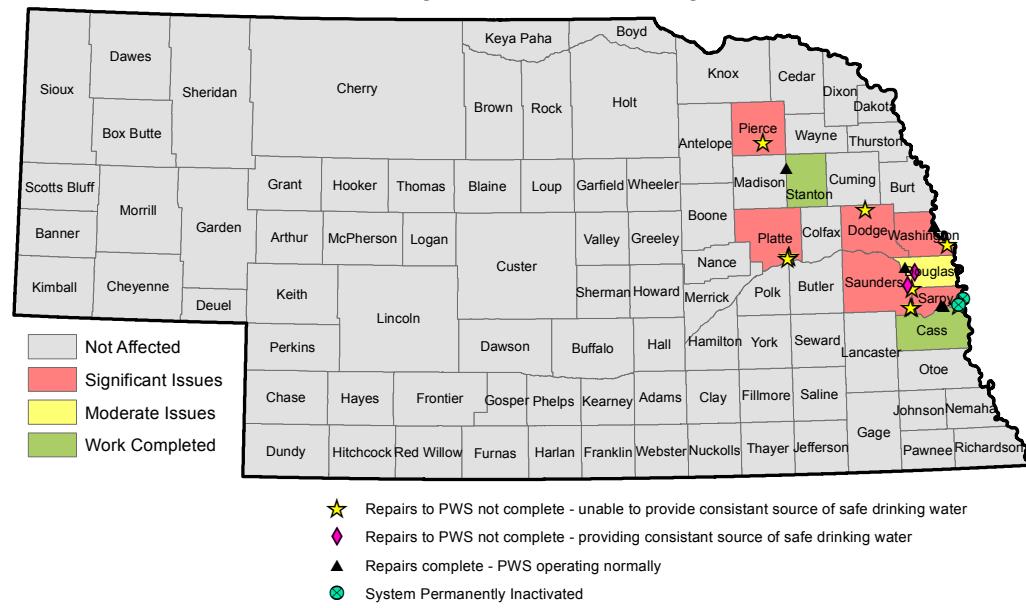 Keya Paha
Boyd
Dawes
Knox
Cedar
Sioux
Sheridan
Cherry
Dixon
Brown
Rock
Holt
Dakota
Box Butte
Pierce
Wayne
Thurston
Antelope
Scotts Bluff
Grant
Hooker
Thomas
Blaine
Loup
Garfield
Wheeler
Madison
Stanton
Cuming
Burt
Morrill
Garden
Boone
Banner
Arthur
McPherson
Logan
Valley
Greeley
Platte
Colfax
Dodge
Washington
Custer
Nance
Kimball
Cheyenne
Deuel
Keith
Lincoln
Sherman
Howard
Merrick
Polk
Butler
Saunders
Douglas
Sarpy
Cass
Perkins
Dawson
Buffalo
Hall
Hamilton
York
Seward
Lancaster
Otoe
Chase
Hayes
Frontier
Gosper
Phelps
Kearney
Adams
Clay
Fillmore
Saline
Johnson
Nemaha
Gage
Dundy
Hitchcock
Red Willow
Furnas
Harlan
Franklin
Webster
Nuckolls
Thayer
Jefferson
Pawnee
Richardson
Not Affected
Significant Issues
Moderate Issues
Work Completed
Repairs to PWS not complete - unable to provide consistant source of safe drinking water
Repairs to PWS not complete - providing consistant source of safe drinking water
Repairs complete - PWS operating normally
System Permanently Inactivated